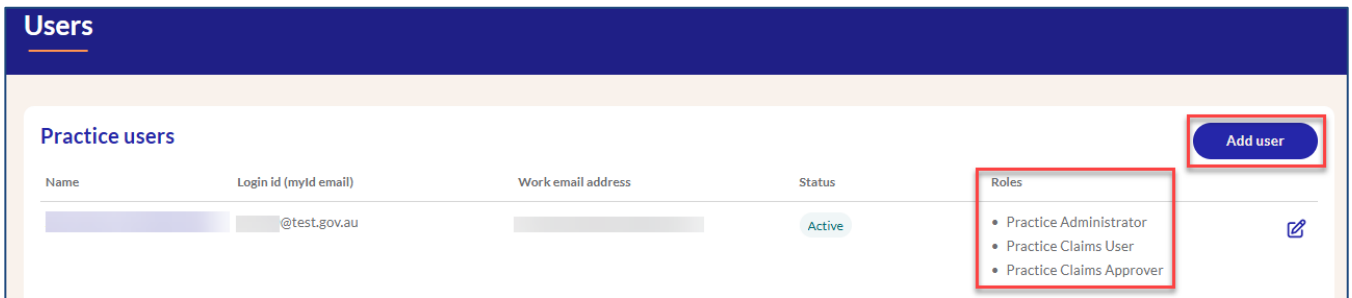 Users
Practice users
Add user
Name Login id (myId email) Work email address Status Roles
@test.gov.au Active • Practice Administrator
• Practice Claims User
• Practice Claims Approver